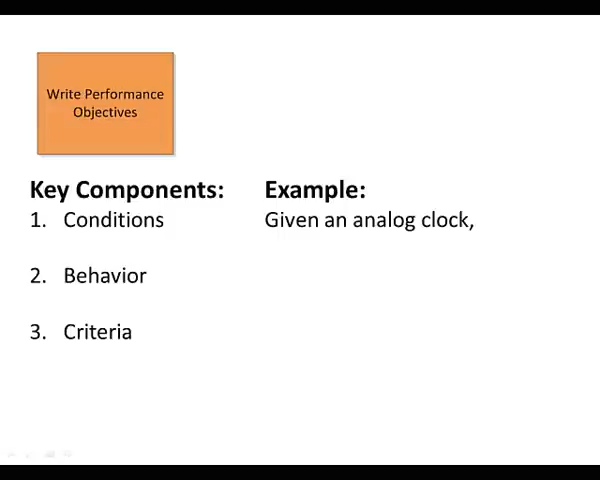 Write Performance
Objectives
Key Components: Example:
1. Conditions Given an analog clock,
2. Behavior
3. Criteria